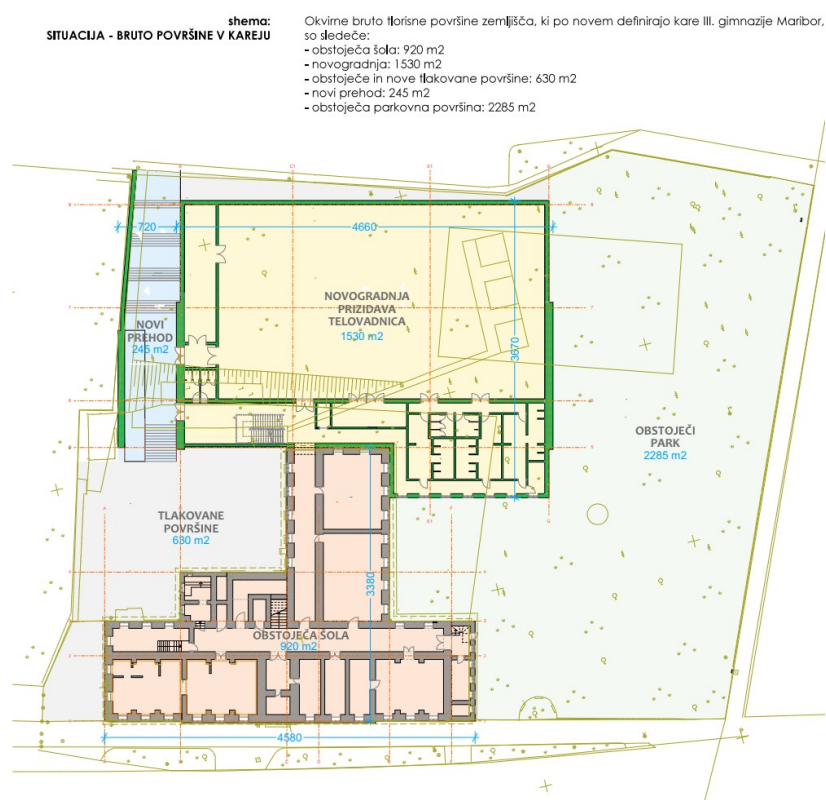 shema:
SITUACIJA - BRUTO POVRŠINE V KAREJU
Okvirne bruto tlorisne površine zemljišča, ki po novem definirajo kare III. gimnazije Maribor,
so sledeče:
- obstoječa šola: 920 m2
- novogradnja: 1530 m2
- obstoječe in nove tlakovane površine: 630 m2
- novi prehod: 245 m2
- obstoječa parkovna površina: 2285 m2
720
4660
NOVOGRADNJA
PRIZIDAVA
TELOVADNICA
1530 m2
NOVI
PREHOD
245 m2
3670
OBSTOJEČI
PARK
2285 m2
TLAKOVANE
POVRŠINE
630 m2
3380
OBSTOJEČA ŠOLA
920 m2
4580